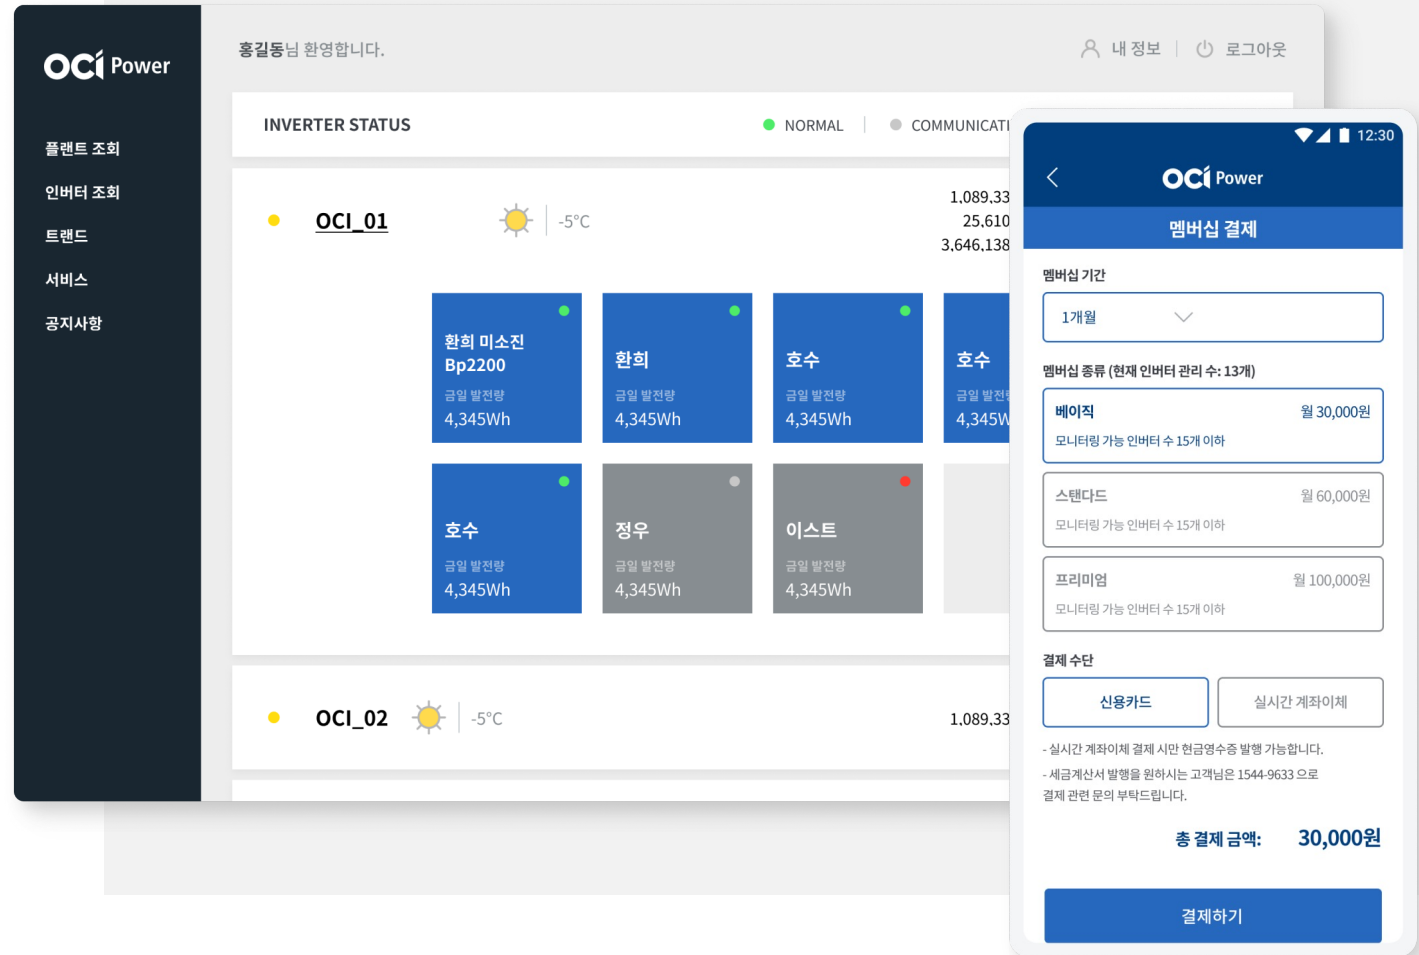 OCI Power
홍길동님 환영합니다.
내 정보
로그아웃
플랜트 조회
인버터 조회
트랜드
서비스
공지사항
INVERTER STATUS
NORMAL
OCI_01
-5°C
1,089,33
25,610
3,646,138
환희 미소진
Bp2200
금일 발전량
4,345Wh
환희
금일 발전량
4,345Wh
호수
금일 발전량
4,345Wh
호수
금일 발전
4,345W
호수
금일 발전량
4,345Wh
정우
금일 발전량
4,345Wh
이스트
금일 발전량
4,345Wh
OCI_02
-5°C
1,089,33
12:30
OCI Power
멤버십 결제
멤버십 기간
1개월
멤버십 종류 (현재 인버터 관리 수: 13개)
베이직 월 30,000원
모니터링 가능 인버터 수 15개 이하
스탠다드 월 60,000원
모니터링 가능 인버터 수 15개 이하
프리미엄 월 100,000원
모니터링 가능 인버터 수 15개 이하
결제 수단
신용카드
실시간 계좌이체
- 실시간 계좌이체 결제 시만 현금영수증 발행 가능합니다.
- 세금계산서 발행을 원하시는 고객님은 1544-9633 으로
결제 관련 문의 부탁드립니다.
총 결제 금액: 30,000원
결제하기